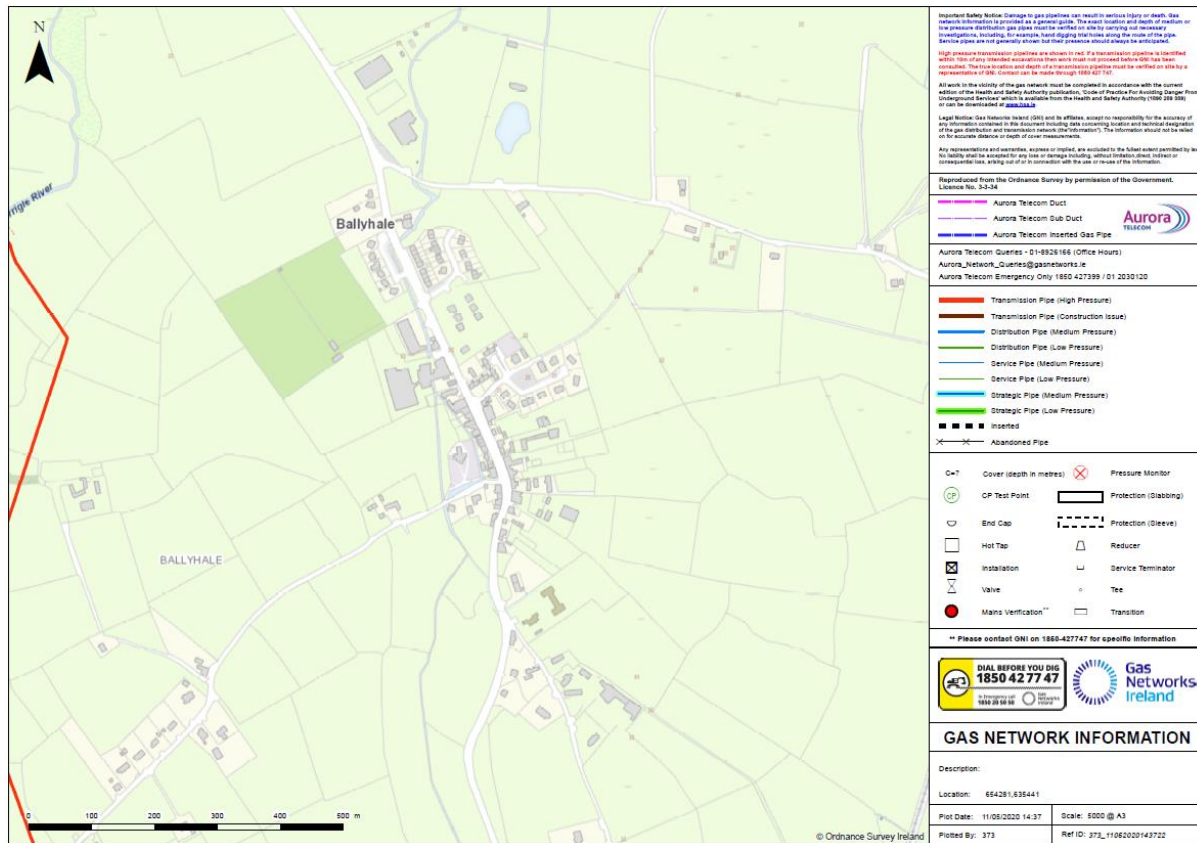 N
rrigle River
Ballyhale
BALLYHALE
0 100 200 300 400 500 m
© Ordnance Survey Ireland
Important Safety Notice: Damage to gas pipelines can result in serious injury or death. Gas
network information is provided as a general guide. The exact location and depth of medium or
low pressure distribution gas pipes must be verified on site by carrying out necessary
investigations, including, for example, hand digging trial holes along the route of the pipe.
Service pipes are not generally shown but their presence should always be anticipated.
High pressure transmission pipelines are shown in red. If a transmission pipeline is identified
within 10m of any intended excavations then work must not proceed before GNI has been
consulted. The true location and depth of a transmission pipeline must be verified on site by a
representative of GNI. Contact can be made through 1850 427 747.
All work in the vicinity of the gas network must be completed in accordance with the current
edition of the Health and Safety Authority publication, 'Code of Practice For Avoiding Danger From
Underground Services' which is available from the Health and Safety Authority (1890 289 389)
or can be downloaded at www.hsa.ie.
Legal Notice: Gas Networks Ireland (GNI) and its affiliates, accept no responsibility for the accuracy of
any information contained in this document including data concerning location and technical designation
of the gas distribution and transmission network (the"Information"). The Information should not be relied
on for accurate distance or depth of cover measurements.
Any representations and warranties, express or implied, are excluded to the fullest extent permitted by law.
No liability shall be accepted for any loss or damage including, without limitation,direct, indirect or
consequential loss, arising out of or in connection with the use or re-use of the Information.
Reproduced from the Ordnance Survey by permission of the Government.
Licence No. 3-3-34
Aurora Telecom Duct
Aurora Telecom Sub Duct
Aurora Telecom Inserted Gas Pipe
Aurora
TELECOM
Aurora Telecom Queries - 01-8926166 (Office Hours)
Aurora_Network_Queries@gasnetworks.ie
Aurora Telecom Emergency Only 1850 427399 / 01 2030120
Transmission Pipe (High Pressure)
Transmission Pipe (Construction Issue)
Distribution Pipe (Medium Pressure)
Distribution Pipe (Low Pressure)
Service Pipe (Medium Pressure)
Service Pipe (Low Pressure)
Strategic Pipe (Medium Pressure)
Strategic Pipe (Low Pressure)
Inserted
Abandoned Pipe
C=? Cover (depth in metres) Pressure Monitor
CP CP Test Point Protection (Slabbing)
End Cap Protection (Sleeve)
Hot Tap Reducer
Installation Service Terminator
Valve Tee
Mains Verification** Transition
** Please contact GNI on 1850-427747 for specific information
DIAL BEFORE YOU DIG
1850 42 77 47
In Emergency call
1850 20 50 50
Gas Networks Ireland
Gas
Networks
Ireland
GAS NETWORK INFORMATION
Description:
Location: 654281,635441
Plot Date: 11/05/2020 14:37 Scale: 5000 @ A3
Plotted By: 373 Ref ID: 373_11052020143722